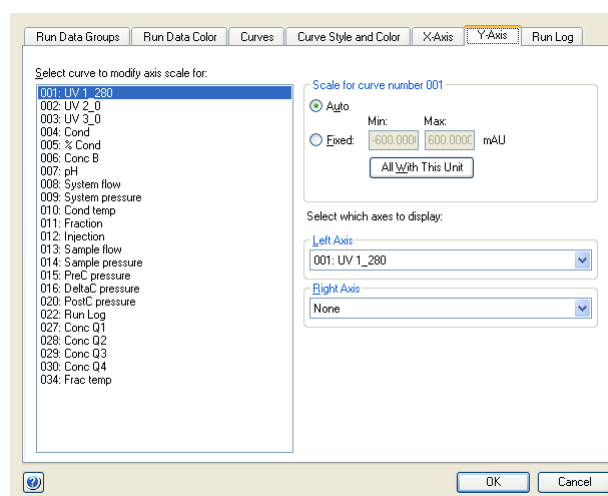 Run Data Groups Run Data Color Curves Curve Style and Color X-Axis Y-Axis Run Log
Select curve to modify axis scale for:
001: UV 1_280
002: UV 2_0
003: UV 3_0
004: Cond
005: % Cond
006: Conc B
007: pH
008: System flow
009: System pressure
010: Cond temp
011: Fraction
012: Injection
013: Sample flow
014: Sample pressure
015: PreC pressure
016: DeltaC pressure
020: PostC pressure
022: Run Log
027: Conc Q1
028: Conc Q2
029: Conc Q3
030: Conc Q4
034: Frac temp
Scale for curve number 001
Auto
Min: Max:
Fixed: -600.000 600.000 mAU
All With This Unit
Select which axes to display:
Left Axis
001: UV 1_280
Right Axis
None
? OK Cancel